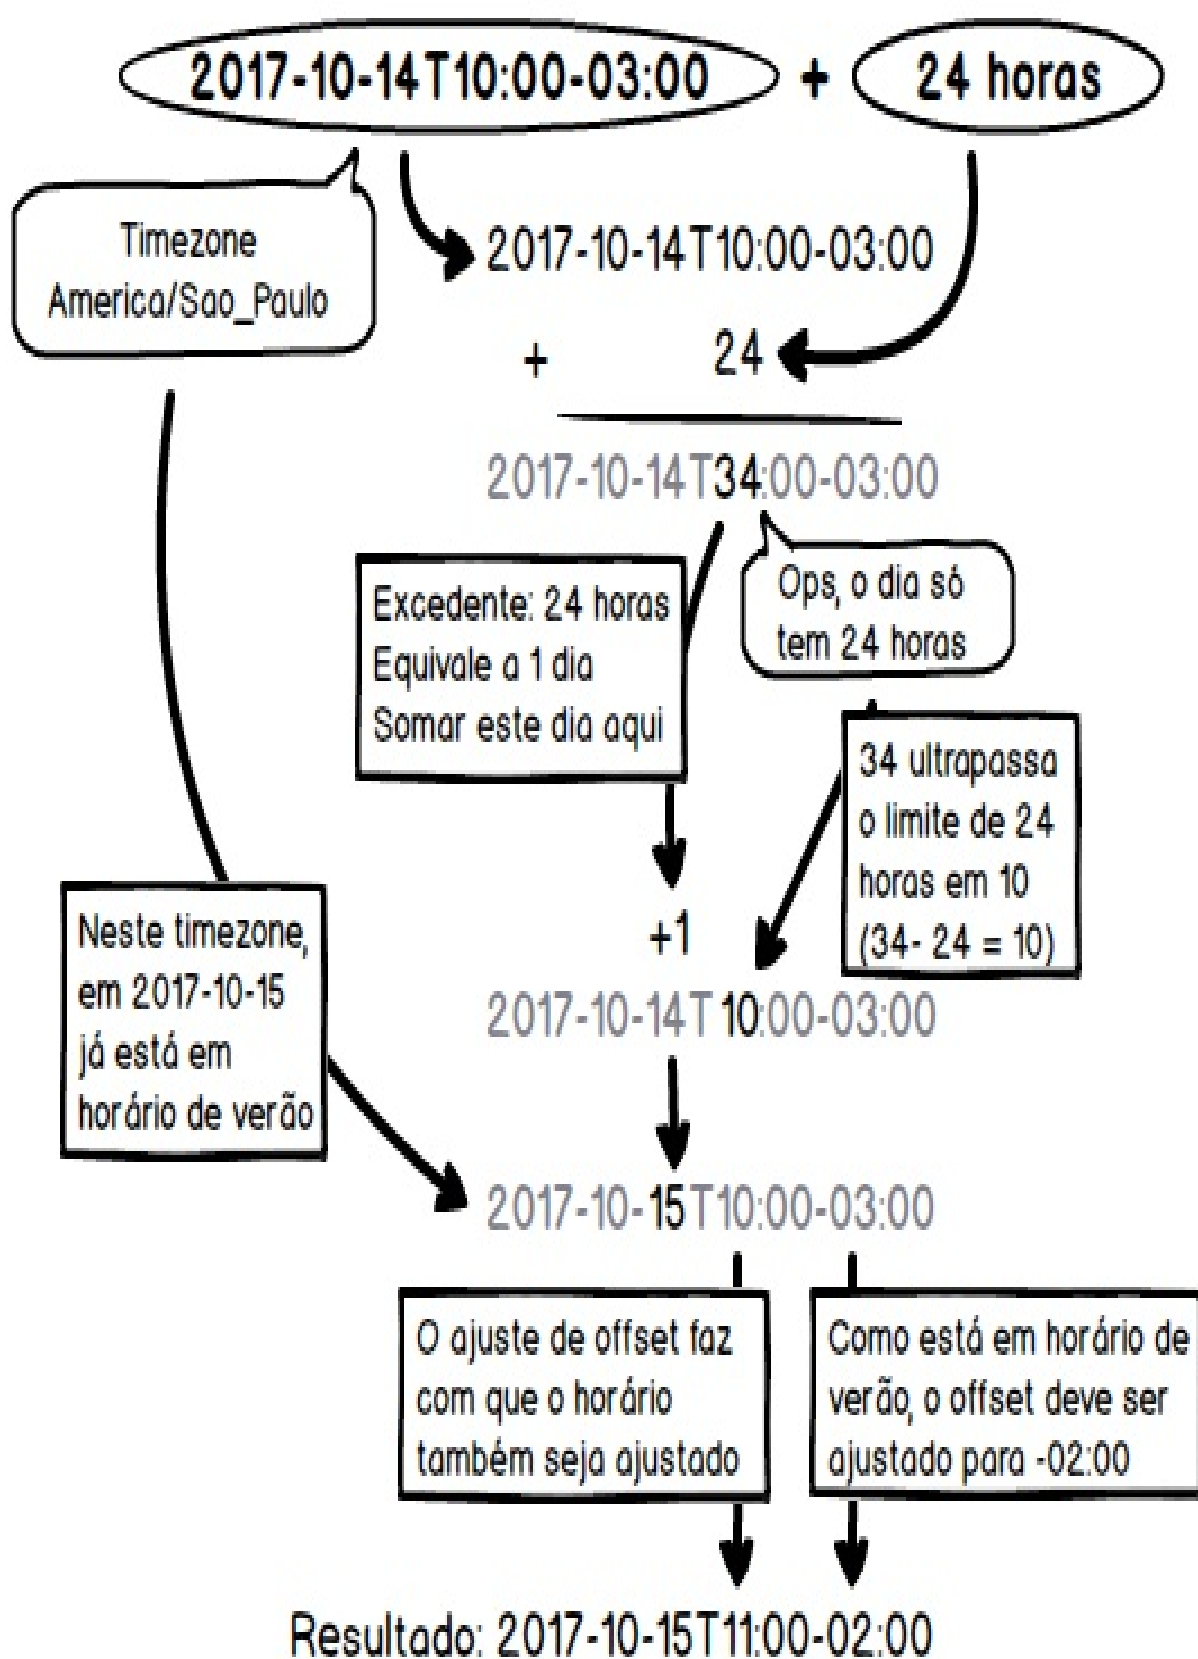 2017-10-14T10:00-03:00 + 24 horas
Timezone
America/Sao_Paulo
2017-10-14T10:00-03:00
+ 24
2017-10-14T34:00-03:00
Excedente: 24 horas
Equivale a 1 dia
Somar este dia aqui
Ops, o dia só
tem 24 horas
34 ultrapassa
o limite de 24
horas em 10
(34- 24 = 10)
+1
2017-10-14T10:00-03:00
Neste timezone,
em 2017-10-15
já está em
horário de verão
2017-10-15T10:00-03:00
O ajuste de offset faz
com que o horário
também seja ajustado
Como está em horário de
verão, o offset deve ser
ajustado para -02:00
Resultado: 2017-10-15T11:00-02:00